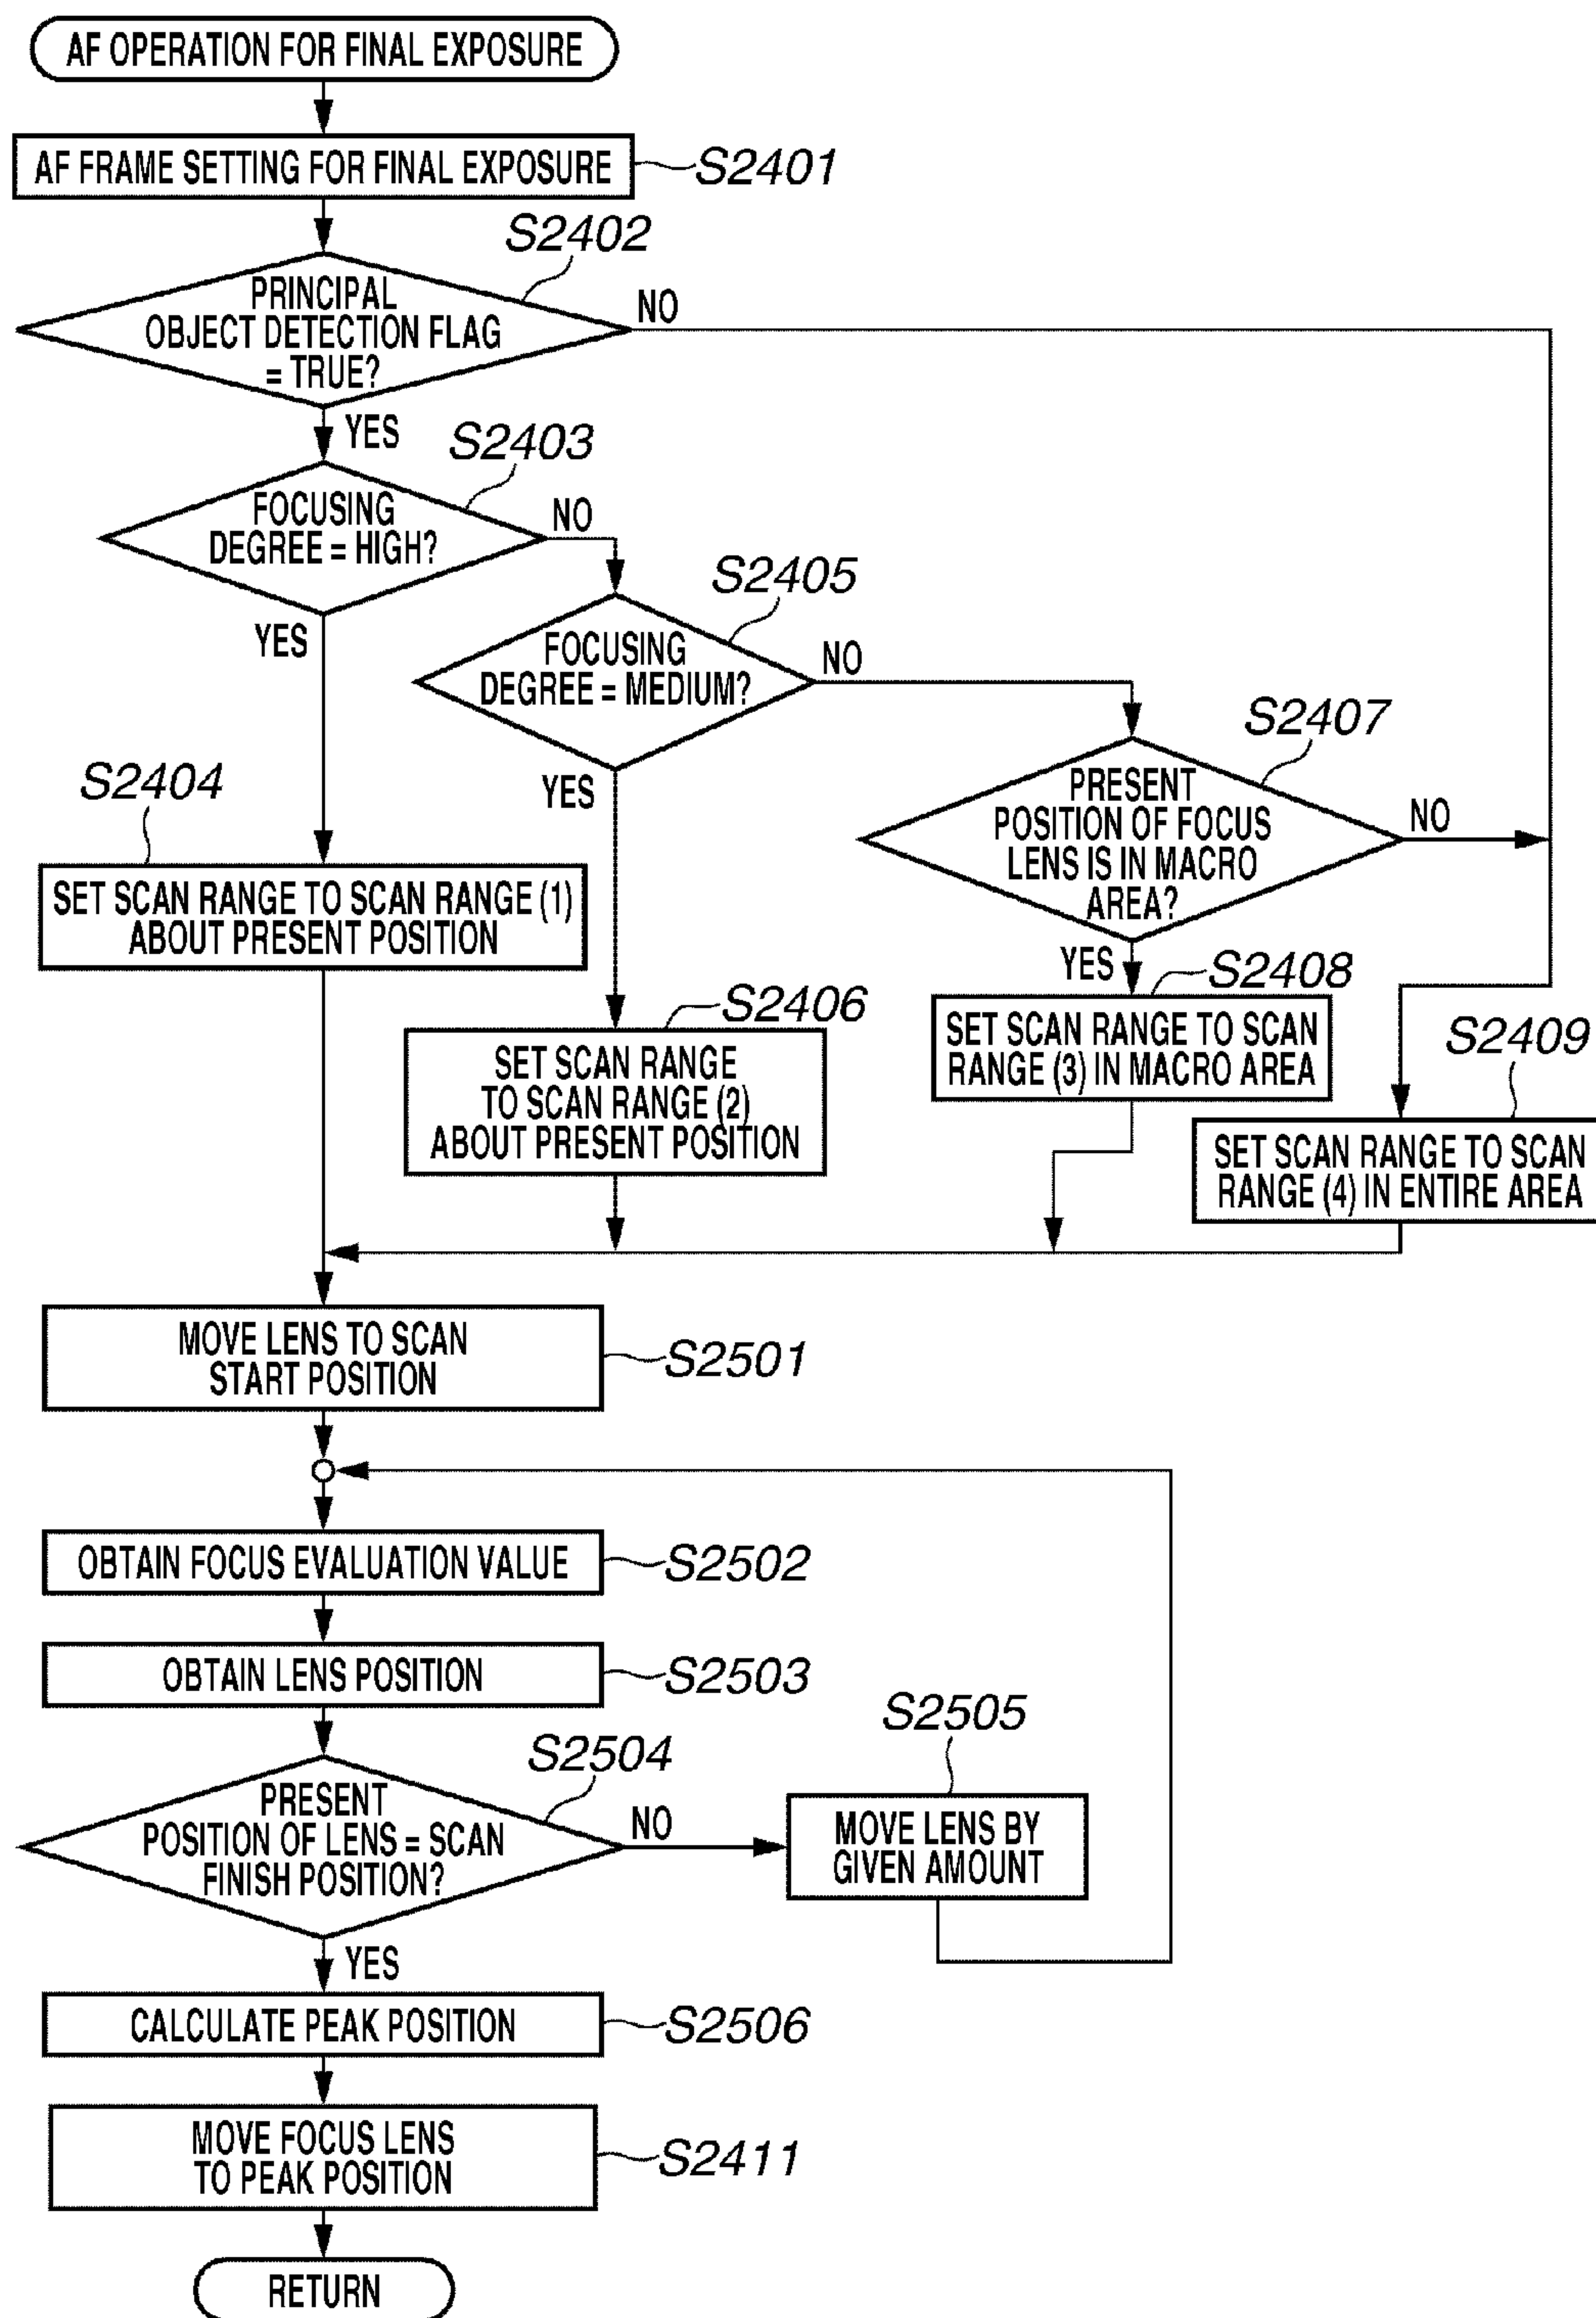 AF OPERATION FOR FINAL EXPOSURE
AF FRAME SETTING FOR FINAL EXPOSURE
S2401
S2402
PRINCIPAL
OBJECT DETECTION FLAG
= TRUE?
NO
YES
S2403
FOCUSING
DEGREE = HIGH?
NO
YES
S2405
FOCUSING
DEGREE = MEDIUM?
NO
YES
S2407
PRESENT
POSITION OF FOCUS
LENS IS IN MACRO
AREA?
NO
YES
S2404
SET SCAN RANGE TO SCAN RANGE (1)
ABOUT PRESENT POSITION
S2406
SET SCAN RANGE
TO SCAN RANGE (2)
ABOUT PRESENT POSITION
S2408
SET SCAN RANGE TO SCAN
RANGE (3) IN MACRO AREA
S2409
SET SCAN RANGE TO SCAN
RANGE (4) IN ENTIRE AREA
MOVE LENS TO SCAN
START POSITION
S2501
OBTAIN FOCUS EVALUATION VALUE
S2502
OBTAIN LENS POSITION
S2503
S2504
PRESENT
POSITION OF LENS = SCAN
FINISH POSITION?
NO
YES
S2505
MOVE LENS BY
GIVEN AMOUNT
CALCULATE PEAK POSITION
S2506
MOVE FOCUS LENS
TO PEAK POSITION
S2411
RETURN